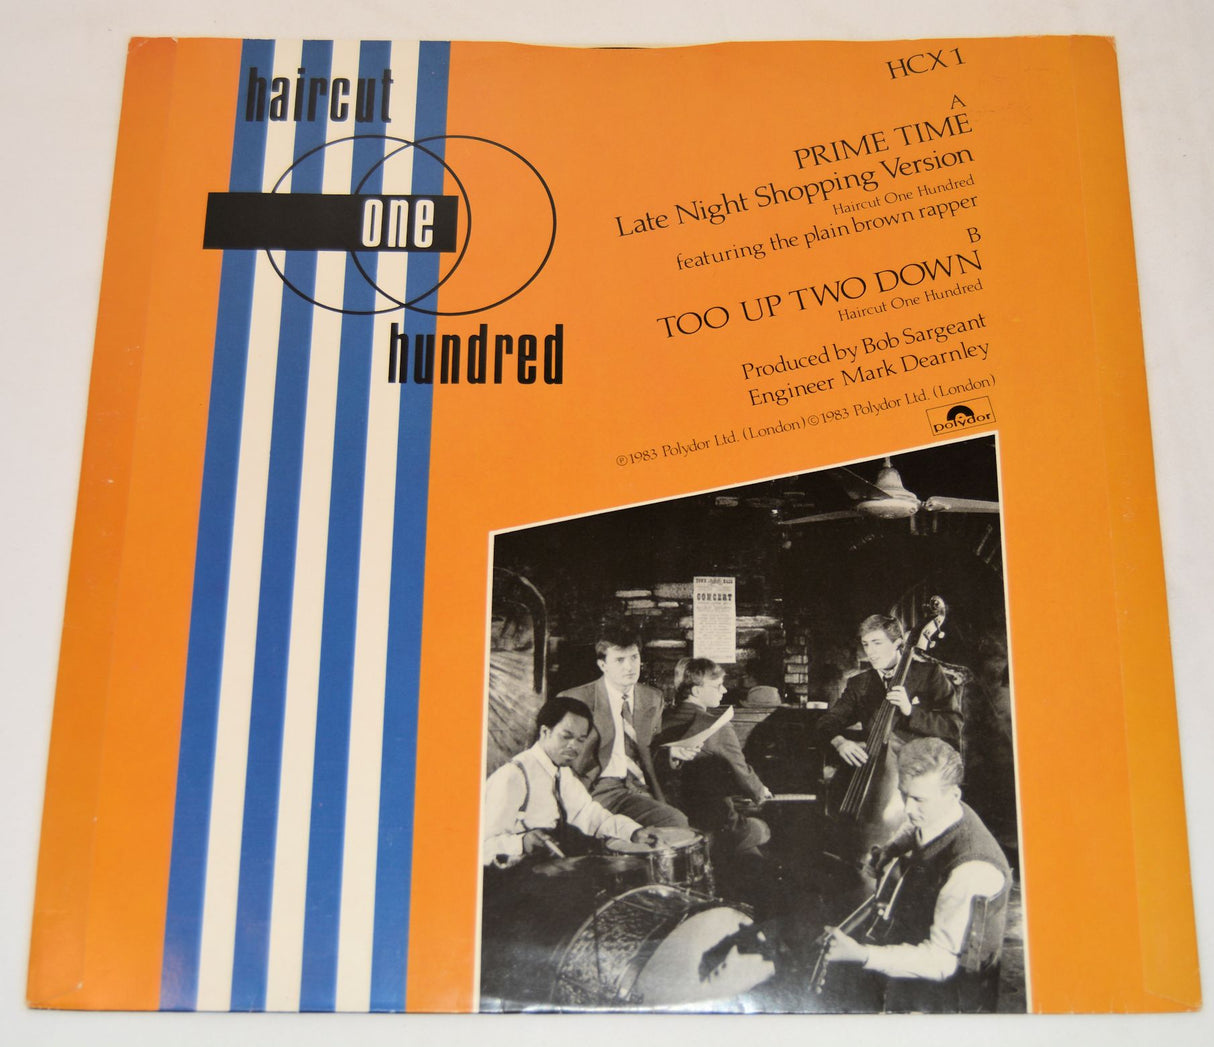 haircut
one
hundred
HCX 1
A
PRIME TIME
Late Night Shopping Version
Haircut One Hundred
featuring the plain brown rapper
B
TOO UP TWO DOWN
Haircut One Hundred
Produced by Bob Sargeant
Engineer Mark Dearnley
℗1983 Polydor Ltd. (London) ©1983 Polydor Ltd. (London)
polydor
CONCERT